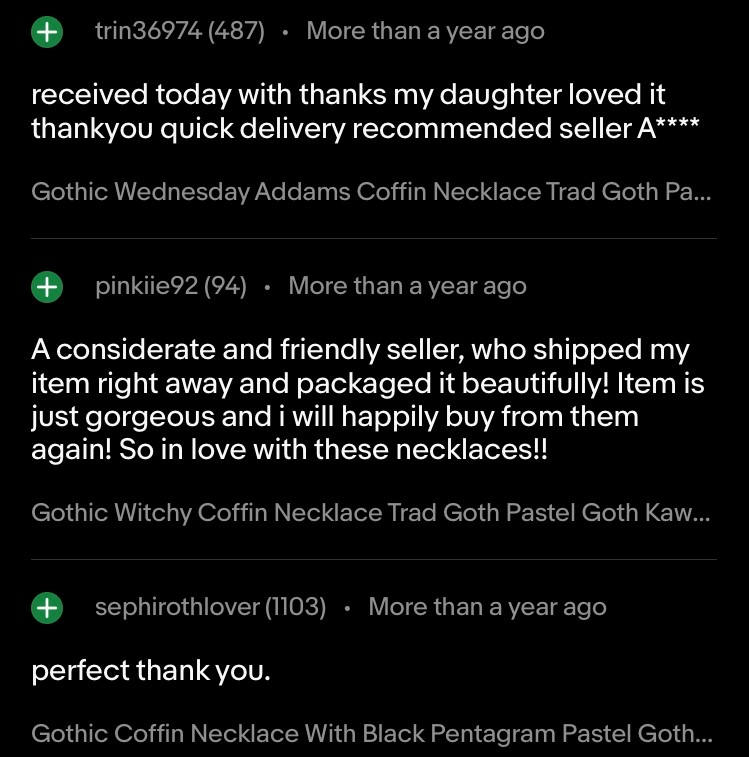 trin36974 (487) • More than a year ago
received today with thanks my daughter loved it
thankyou quick delivery recommended seller A****
Gothic Wednesday Addams Coffin Necklace Trad Goth Pa...
pinkiie92 (94) • More than a year ago
A considerate and friendly seller, who shipped my
item right away and packaged it beautifully! Item is
just gorgeous and i will happily buy from them
again! So in love with these necklaces!!
Gothic Witchy Coffin Necklace Trad Goth Pastel Goth Kaw...
sephirothlover (1103) • More than a year ago
perfect thank you.
Gothic Coffin Necklace With Black Pentagram Pastel Goth...